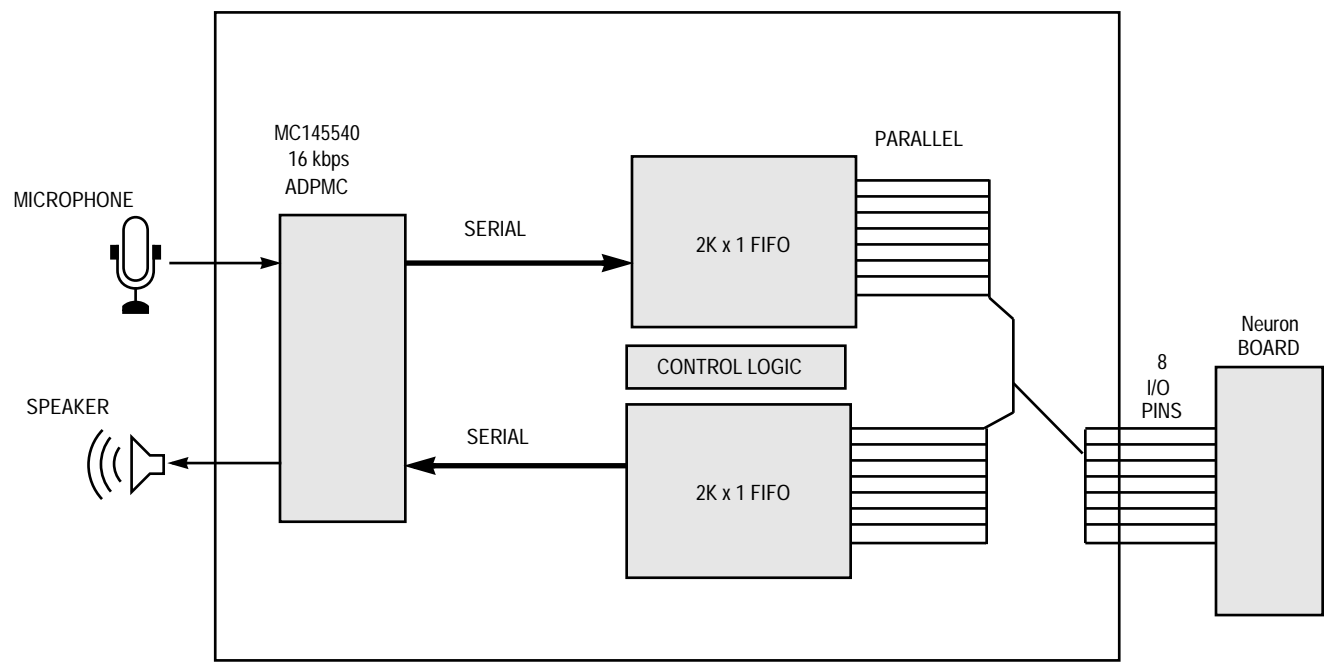 MC145540
16 kbps
ADPMC
PARALLEL
MICROPHONE
SERIAL
2K x 1 FIFO
Neuron
BOARD
CONTROL LOGIC
8
I/O
PINS
SPEAKER
SERIAL
2K x 1 FIFO